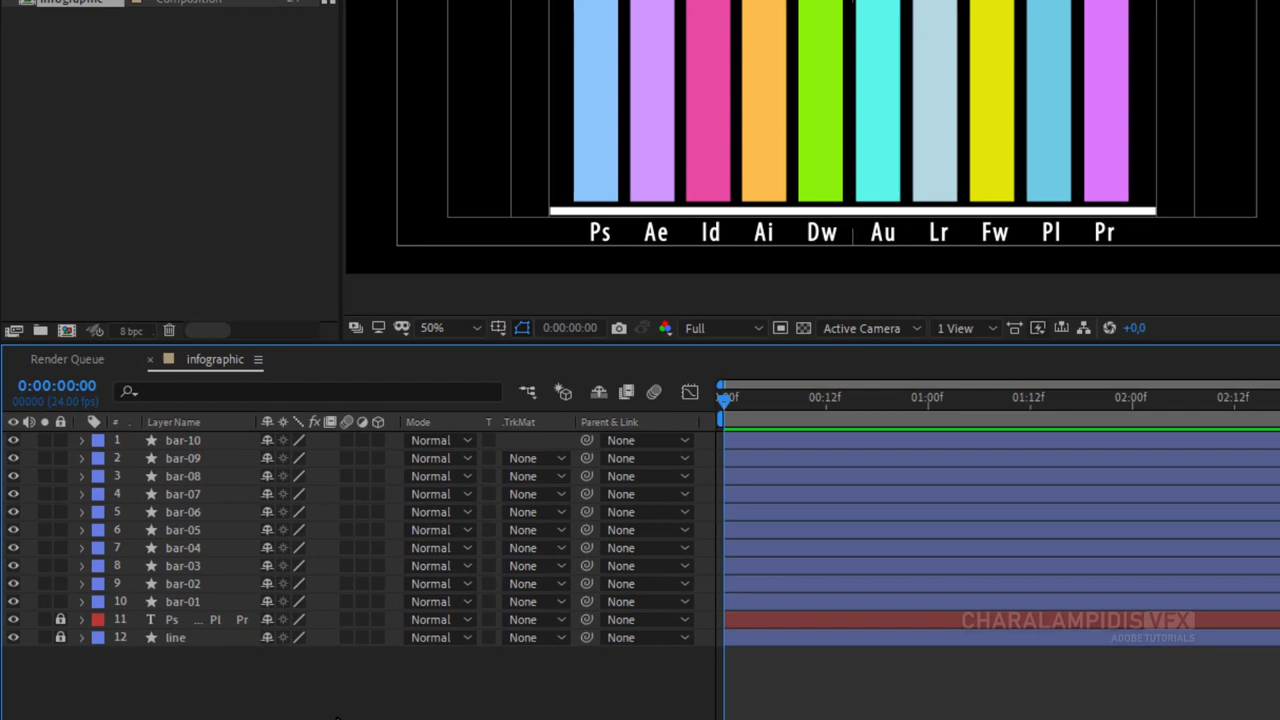 infographic Composition
Ps Ae Id Ai Dw Au Lr Fw Pl Pr
8 bpc 50% 0:00:00:00 Full Active Camera 1 View +0,0
Render Queue × infographic
0:00:00:00
00000 (24.00 fps)
:00f 00:12f 01:00f 01:12f 02:00f 02:12f
# Layer Name fx Mode T .TrkMat Parent & Link
1 bar-10 Normal None
2 bar-09 Normal None None
3 bar-08 Normal None None
4 bar-07 Normal None None
5 bar-06 Normal None None
6 bar-05 Normal None None
7 bar-04 Normal None None
8 bar-03 Normal None None
9 bar-02 Normal None None
10 bar-01 Normal None None
11 T Ps ... Pl Pr Normal None None
12 line Normal None None
CHARALAMPIDISVFX
ADOBE TUTORIALS